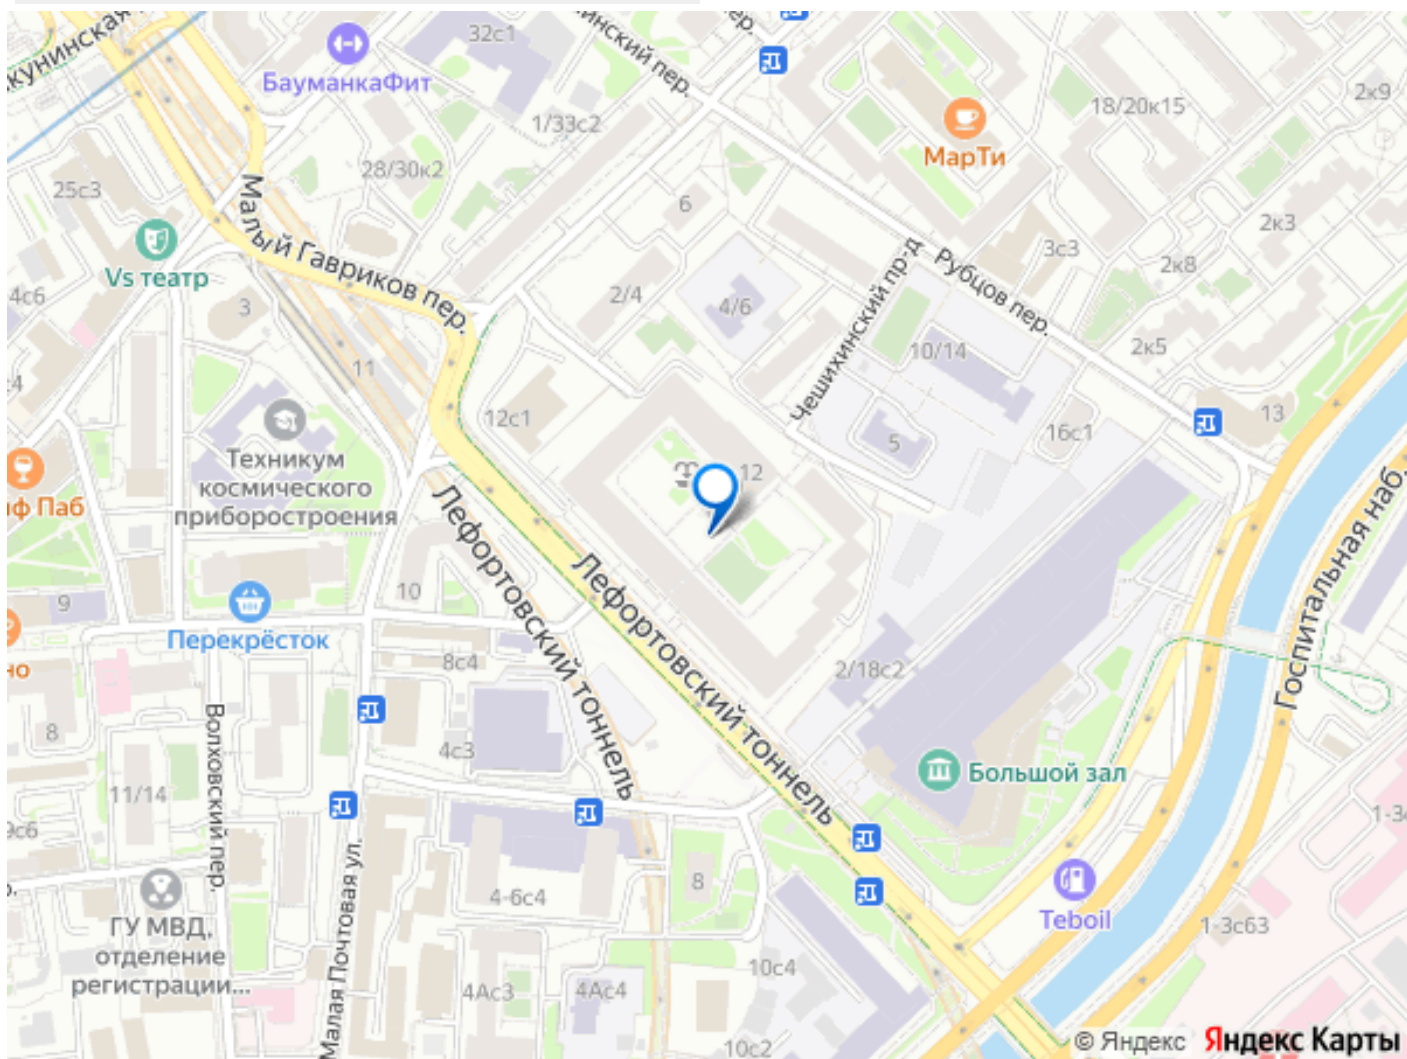 32с1
БауманкаФит
1/33с2
28/30к2
25с3
Vs театр
4с6
3
Малый Гавриков пер.
11
6
2/4
4/6
пер.
МарТи
18/20к15
2к9
2к3
3с3
2к8
Рубцов пер.
2к5
Чешихинский пр-д
10/14
5
16с1
13
12с1
12
Техникум
космического
приборостроения
9
10
Перекрёсток
8с4
Лефортовский тоннель
Лефортовский тоннель
2/18с2
Госпитальная наб.
8
Волховский пер.
4с3
11/14
Большой зал
4-6с4
8
Малая Почтовая ул.
ГУ МВД,
отделение
регистрации...
Teboil
1-3с63
10с4
4Ас3
4Ас4
10с2
© Яндекс Яндекс Карты